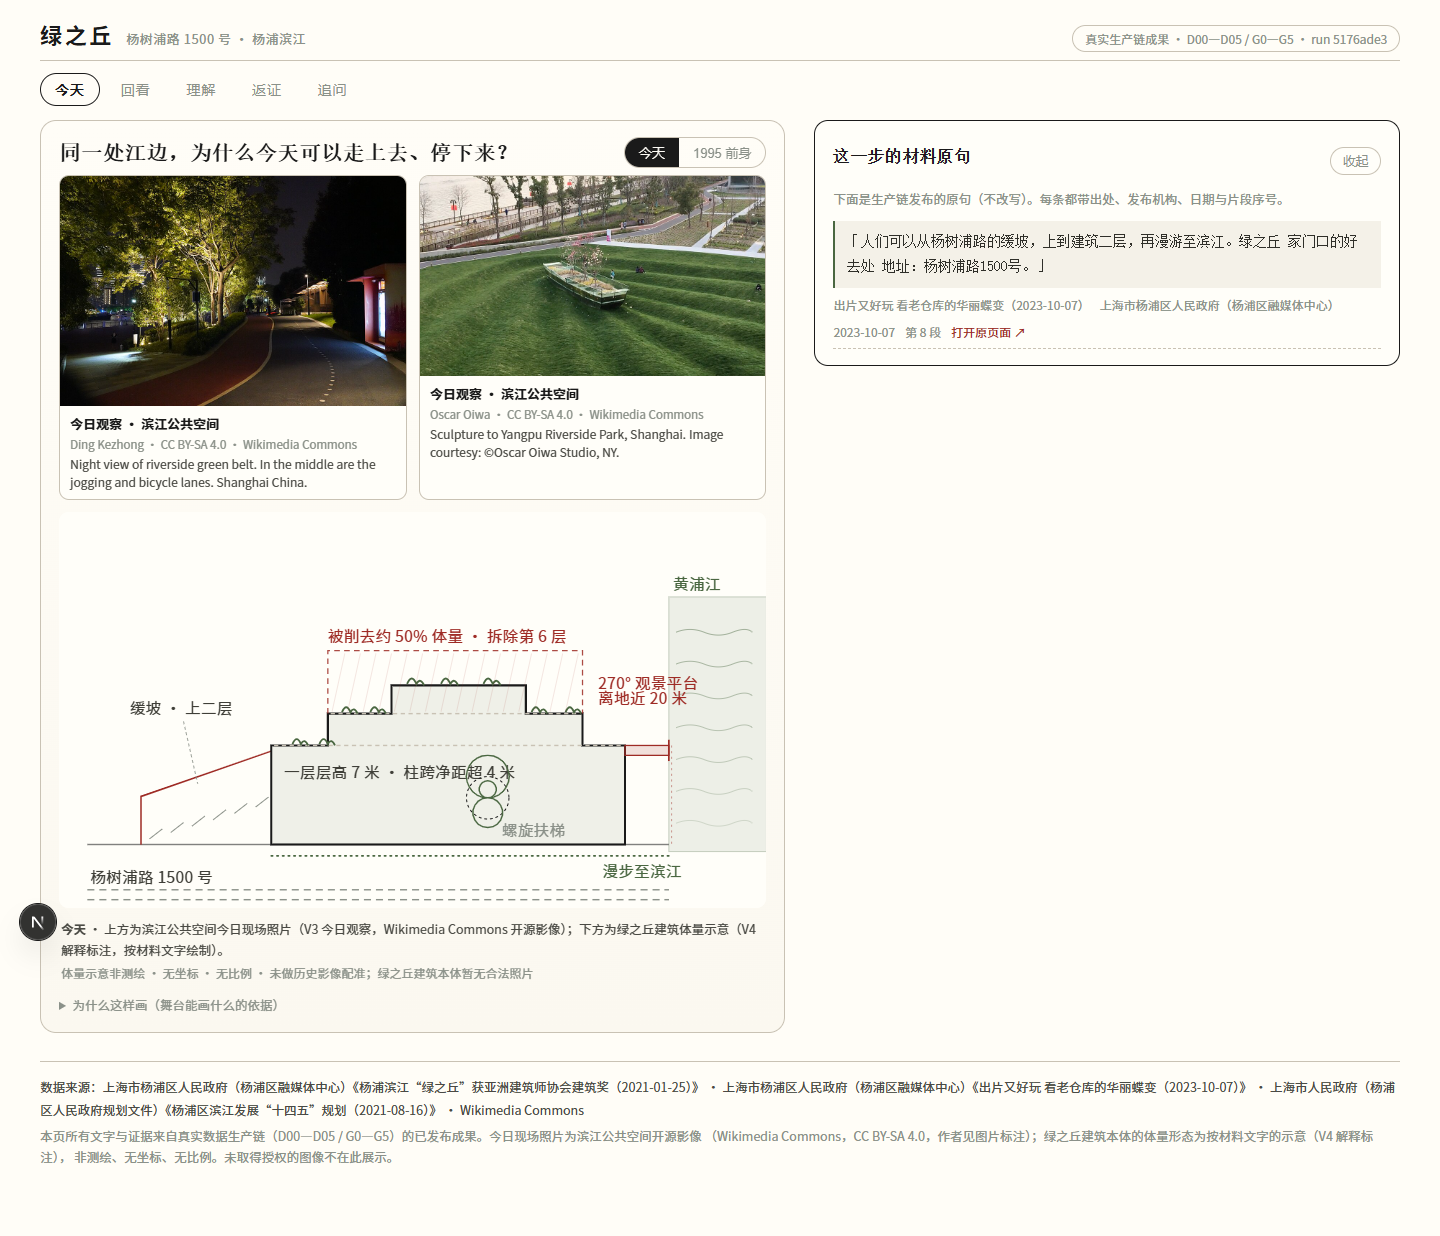 绿之丘 杨树浦路 1500 号 · 杨浦滨江
真实生产链成果 · D00—D05 / G0—G5 · run 5176ade3
今天 回看 理解 返证 追问
同一处江边，为什么今天可以走上去、停下来？
今天 1995 前身
今日观察 · 滨江公共空间
Ding Kezhong · CC BY-SA 4.0 · Wikimedia Commons
Night view of riverside green belt. In the middle are the
jogging and bicycle lanes. Shanghai China.
今日观察 · 滨江公共空间
Oscar Oiwa · CC BY-SA 4.0 · Wikimedia Commons
Sculpture to Yangpu Riverside Park, Shanghai. Image
courtesy: ©Oscar Oiwa Studio, NY.
黄浦江
被削去约 50% 体量 · 拆除第 6 层
270° 观景平台
离地近 20 米
缓坡 · 上二层
一层层高 7 米 · 柱跨净距超 4 米
螺旋扶梯
漫步至滨江
杨树浦路 1500 号
N
今天 · 上方为滨江公共空间今日现场照片（V3 今日观察，Wikimedia Commons 开源影像）；下方为绿之丘建筑体量示意（V4
解释标注，按材料文字绘制）。
体量示意非测绘 · 无坐标 · 无比例 · 未做历史影像配准；绿之丘建筑本体暂无合法照片
▶ 为什么这样画（舞台能画什么的依据）
这一步的材料原句
收起
下面是生产链发布的原句（不改写）。每条都带出处、发布机构、日期与片段序号。
「 人们可以从杨树浦路的缓坡，上到建筑二层，再漫游至滨江。绿之丘 家门口的好
去处 地址：杨树浦路1500号。 」
出片又好玩 看老仓库的华丽蝶变（2023-10-07） 上海市杨浦区人民政府（杨浦区融媒体中心）
2023-10-07 第 8 段 打开原页面 ↗
数据来源：上海市杨浦区人民政府（杨浦区融媒体中心）《杨浦滨江“绿之丘”获亚洲建筑师协会建筑奖（2021-01-25）》 · 上海市杨浦区人民政府（杨浦区融媒体中心）《出片又好玩 看老仓库的华丽蝶变（2023-10-07）》 · 上海市人民政府（杨浦
区人民政府规划文件）《杨浦区滨江发展“十四五”规划（2021-08-16）》 · Wikimedia Commons
本页所有文字与证据来自真实数据生产链（D00—D05 / G0—G5）的已发布成果。今日现场照片为滨江公共空间开源影像 （Wikimedia Commons，CC BY-SA 4.0，作者见图片标注）；绿之丘建筑本体的体量形态为按材料文字的示意（V4 解释标
注）， 非测绘、无坐标、无比例。未取得授权的图像不在此展示。